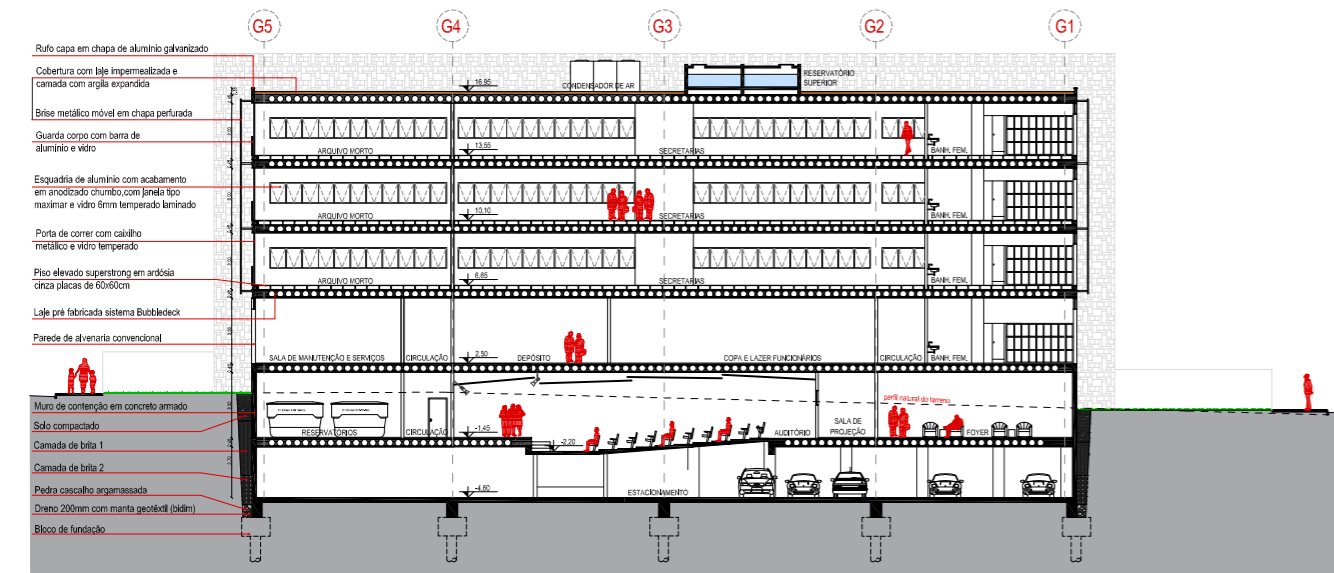 G5 G4 G3 G2 G1
Rufo capa em chapa de alumínio galvanizado
Cobertura com laje impermealizada e
camada com argila expandida
Brise metálico móvel em chapa perfurada
Guarda corpo com barra de
alumínio e vidro
Esquadria de alumínio com acabamento
em anodizado chumbo,com janela tipo
maximar e vidro 6mm temperado laminado
Porta de correr com caixilho
metálico e vidro temperado
Piso elevado superstrong em ardósia
cinza placas de 60x60cm
Laje pré fabricada sistema Bubbledeck
Parede de alvenaria convencional
Muro de contenção em concreto armado
Solo compactado
Camada de brita 1
Camada de brita 2
Pedra cascalho argamassada
Dreno 200mm com manta geotêxtil (bidim)
Bloco de fundação
16,95
CONDENSADOR DE AR
RESERVATÓRIO
SUPERIOR
ARQUIVO MORTO 13,55 SECRETARIAS BANH. FEM.
ARQUIVO MORTO 10,10 SECRETARIAS BANH. FEM.
ARQUIVO MORTO 6,65 SECRETARIAS BANH. FEM.
SALA DE MANUTENÇÃO E SERVIÇOS CIRCULAÇÃO 2,50 DEPÓSITO COPA E LAZER FUNCIONÁRIOS CIRCULAÇÃO BANH. FEM.
perfil natural do terreno
RESERVATÓRIOS CIRCULAÇÃO -1,45 -2,20 AUDITÓRIO
SALA DE
PROJEÇÃO
FOYER
-4,60 ESTACIONAMENTO